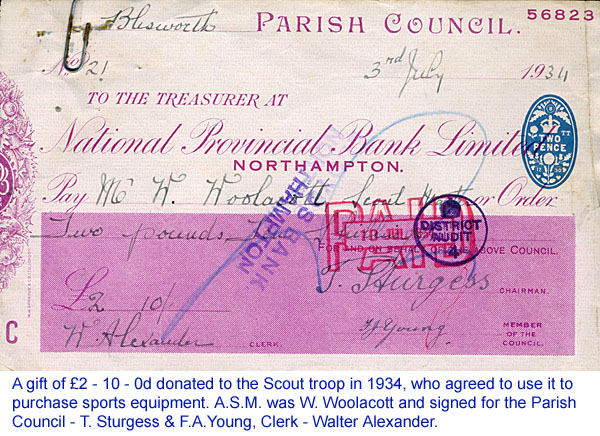 Blisworth PARISH COUNCIL. 56823
No. 21 3rd July 1934
TO THE TREASURER AT
National Provincial Bank Limited
TWO PENCE
NORTHAMPTON.
Pay Mr W. Woolacott Scout or Order
Two pounds
BANK
PAID
10 JUL
DISTRICT AUDIT 4
FOR AND ON BEHALF OF THE ABOVE COUNCIL.
£2 10/- T. Sturgess CHAIRMAN.
W. Alexander CLERK. F A Young MEMBER OF THE COUNCIL.
C
A gift of £2 - 10 - 0d donated to the Scout troop in 1934, who agreed to use it to
purchase sports equipment. A.S.M. was W. Woolacott and signed for the Parish
Council - T. Sturgess & F.A.Young, Clerk - Walter Alexander.